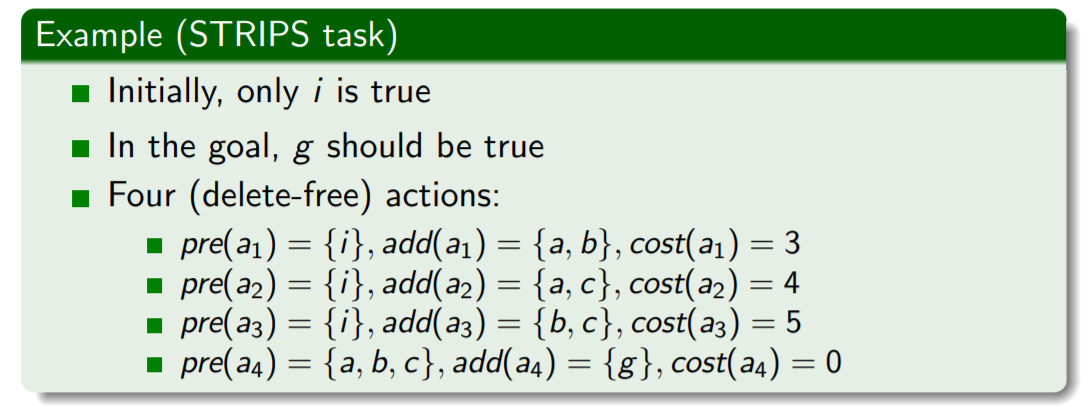 Example (STRIPS task)
Initially, only i is true
In the goal, g should be true
Four (delete-free) actions:
pre(a₁) = {i}, add(a₁) = {a, b}, cost(a₁) = 3
pre(a₂) = {i}, add(a₂) = {a, c}, cost(a₂) = 4
pre(a₃) = {i}, add(a₃) = {b, c}, cost(a₃) = 5
pre(a₄) = {a, b, c}, add(a₄) = {g}, cost(a₄) = 0